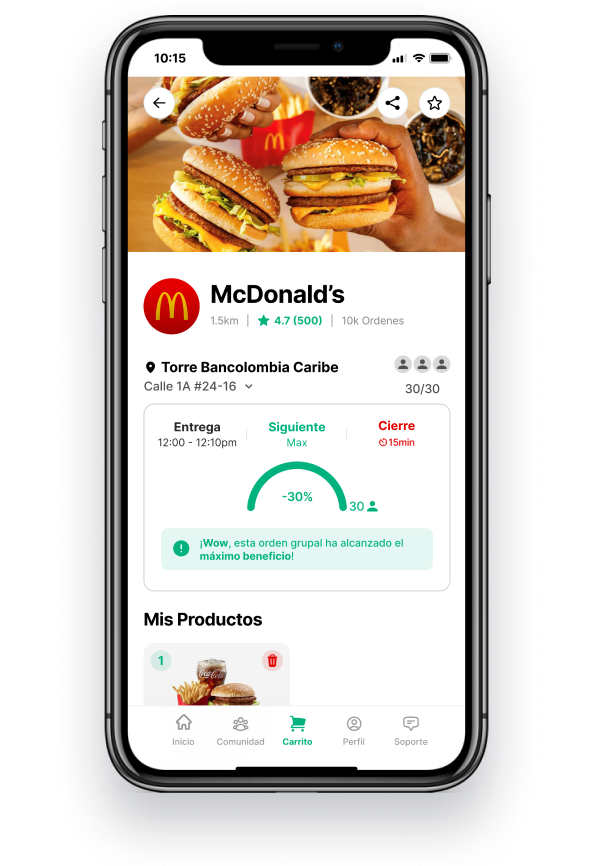 10:15
McDonald's
1.5km | 4.7 (500) | 10k Ordenes
Torre Bancolombia Caribe
Calle 1A #24-16
30/30
Entrega
12:00 - 12:10pm
Siguiente
Max
Cierre
15min
-30%
30
¡Wow, esta orden grupal ha alcanzado el
máximo beneficio!
Mis Productos
1
Coca-Cola
Inicio
Comunidad
Carrito
Perfil
Soporte